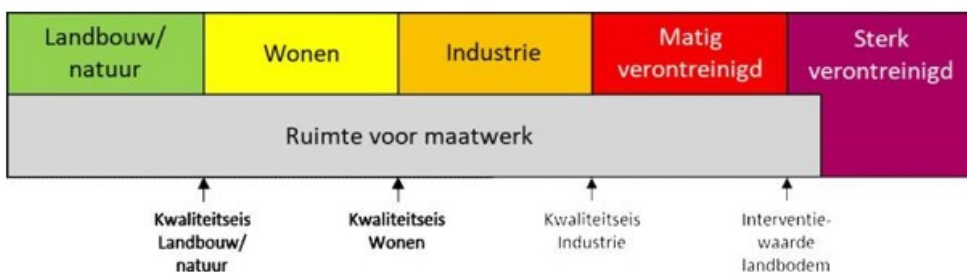 Landbouw/
natuur
Wonen
Industrie
Matig
verontreinigd
Sterk
verontreinigd
Ruimte voor maatwerk
Kwaliteitseis
Landbouw/
natuur
Kwaliteitseis
Wonen
Kwaliteitseis
Industrie
Interventie-
waarde
landbodem